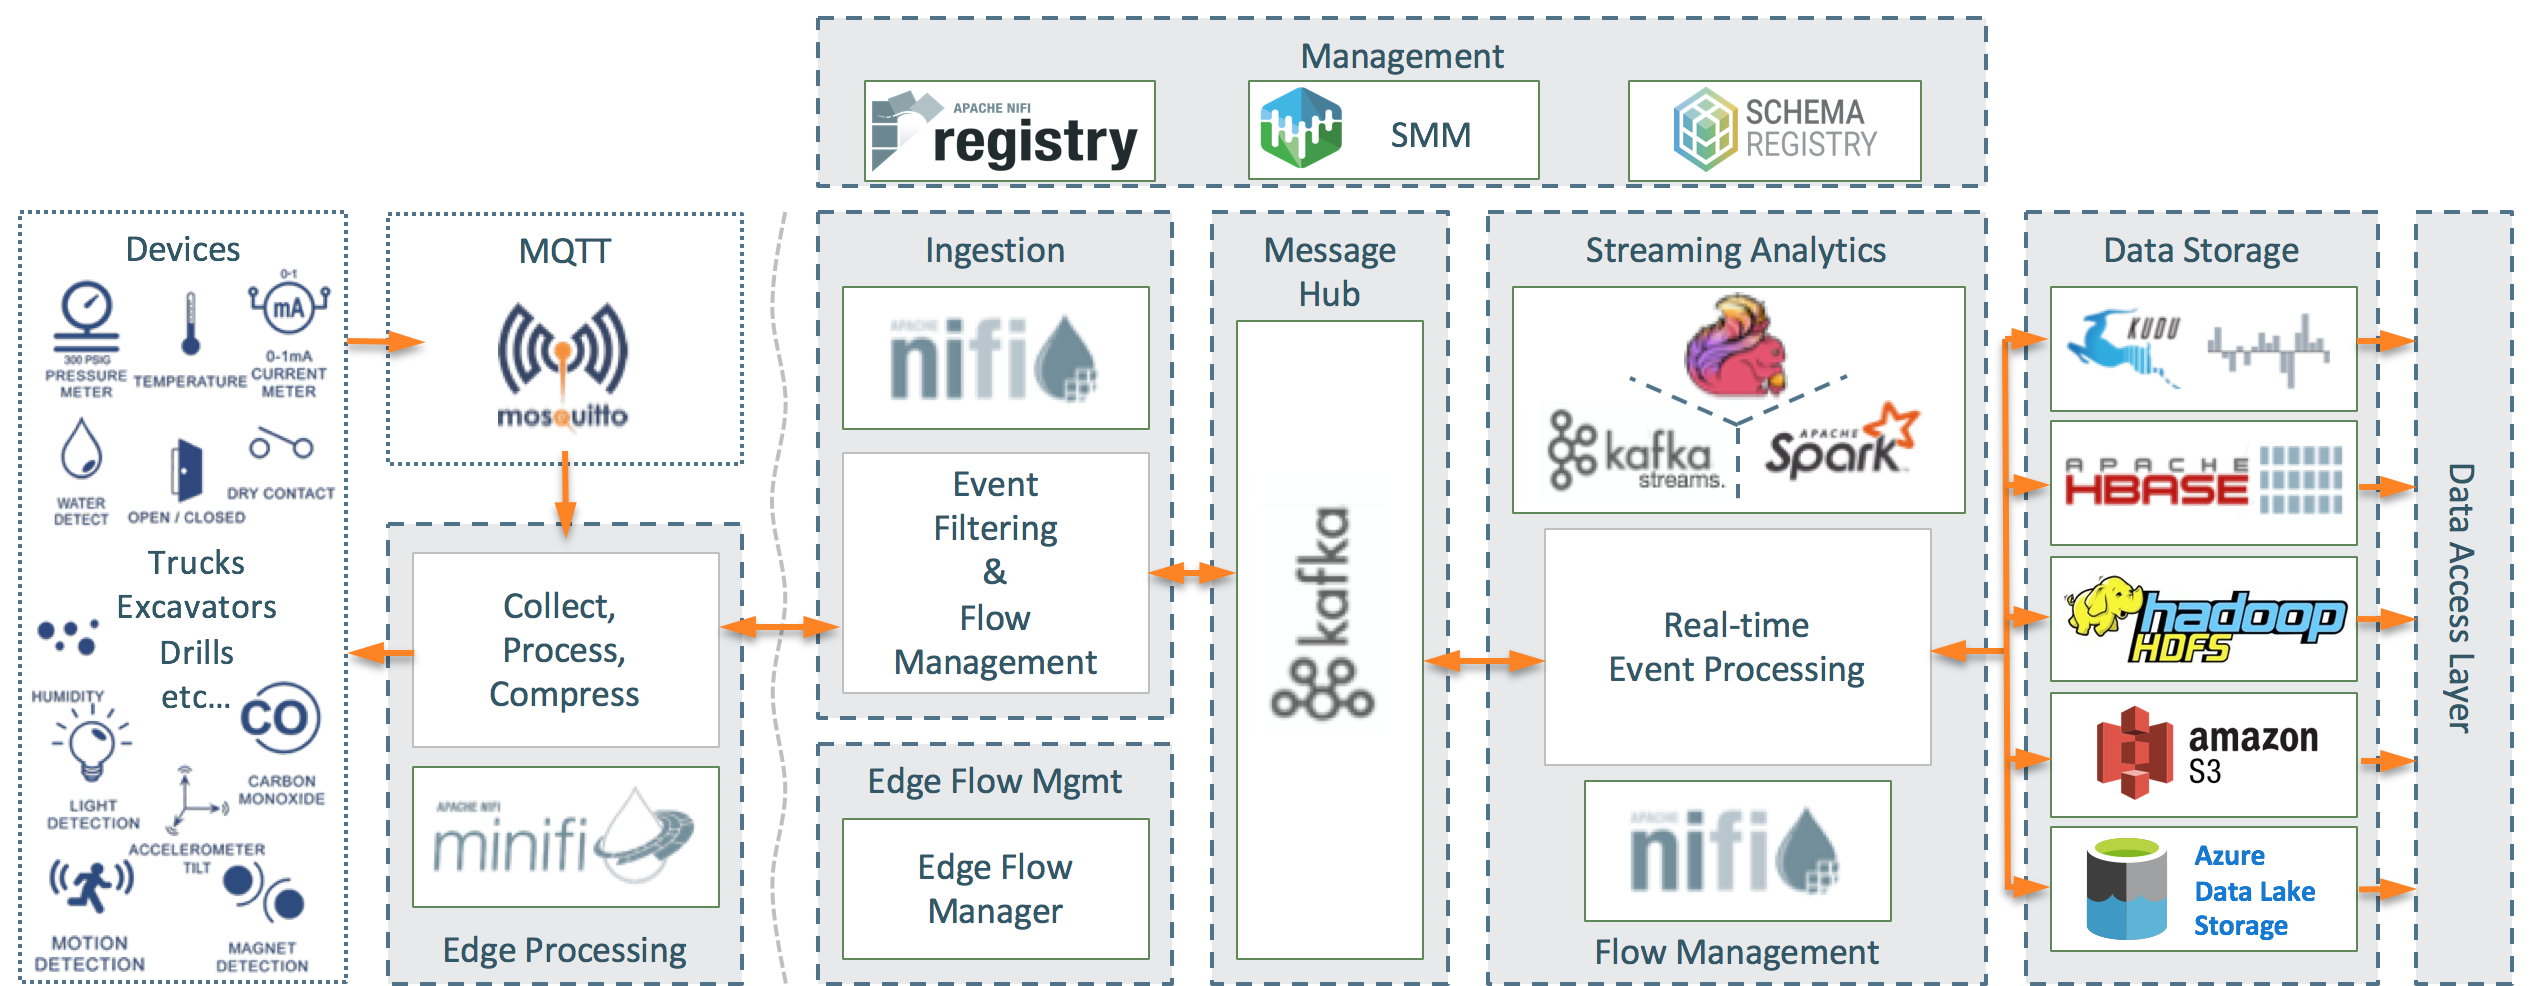 Management
APACHE NIFI
registry
SMM
SCHEMA
REGISTRY
Devices
0-1
mA
300 PSIG
PRESSURE
METER
TEMPERATURE
0-1mA
CURRENT
METER
WATER
DETECT
OPEN / CLOSED
DRY CONTACT
Trucks
Excavators
Drills
etc...
HUMIDITY
CO
LIGHT
DETECTION
CARBON
MONOXIDE
ACCELEROMETER
TILT
MOTION
DETECTION
MAGNET
DETECTION
MQTT
mosquitto
Collect,
Process,
Compress
APACHE NIFI
minifi
Edge Processing
Ingestion
APACHE
nifi
Event
Filtering
&
Flow
Management
Edge Flow Mgmt
Edge Flow
Manager
Message
Hub
kafka
Streaming Analytics
kafka
streams.
APACHE
Spark
Real-time
Event Processing
APACHE
nifi
Flow Management
Data Storage
KUDU
APACHE
HBASE
hadoop
HDFS
amazon
S3
Azure
Data Lake
Storage
Data Access Layer